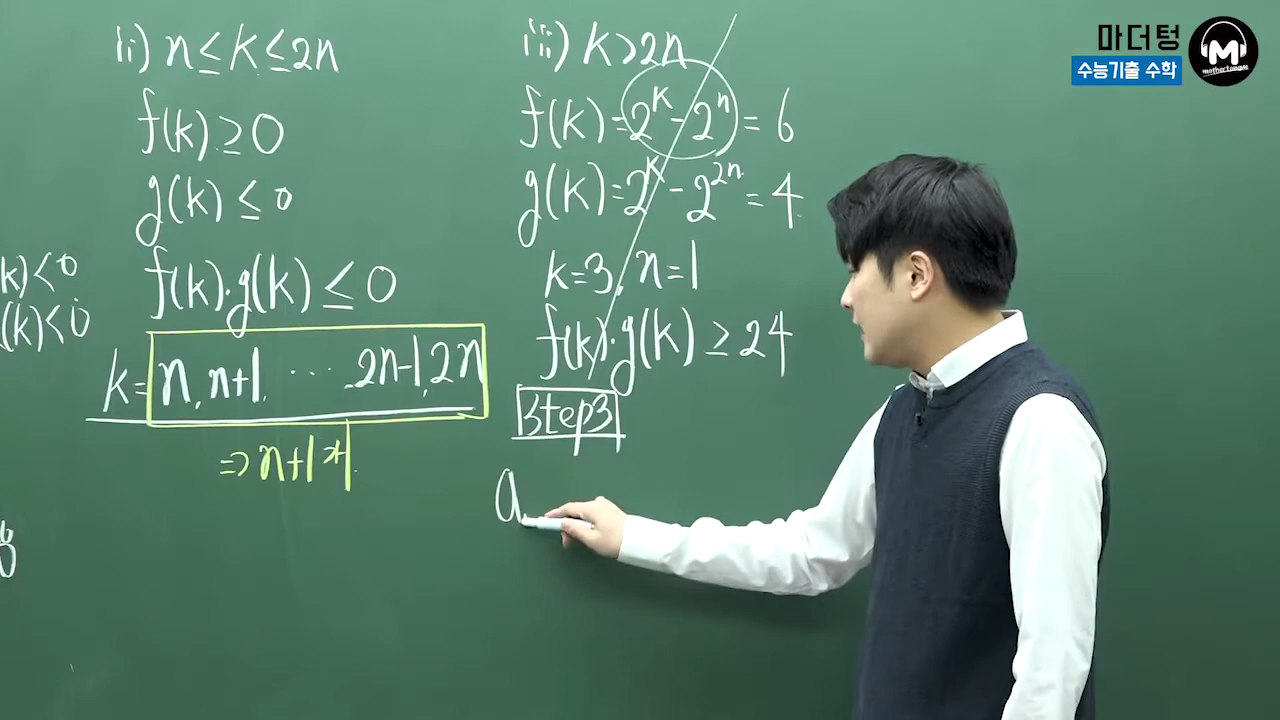 마더텅
수능기출 수학
M
mothertongue
ii) n ≤ k ≤ 2n
f(k) ≥ 0
g(k) ≤ 0
f(k)·g(k) ≤ 0
k = n, n+1, ⋯ 2n-1, 2n
⇒ n+1개
k) < 0
(k) < 0
iii) k > 2n
f(k) = 2^k - 2^n = 6
g(k) = 2^k - 2^{2n} = 4
k=3, n=1
f(k)·g(k) ≥ 24
Step3
a